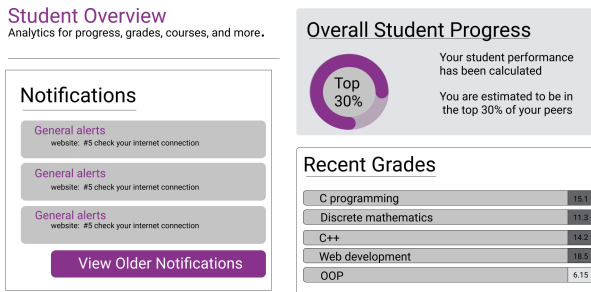 Student Overview
Analytics for progress, grades, courses, and more.
Notifications
General alerts
website: #5 check your internet connection
General alerts
website: #5 check your internet connection
General alerts
website: #5 check your internet connection
View Older Notifications
Overall Student Progress
Top
30%
Your student performance
has been calculated
You are estimated to be in
the top 30% of your peers
Recent Grades
C programming 15.1
Discrete mathematics 11.3
C++ 14.2
Web development 18.5
OOP 6.15